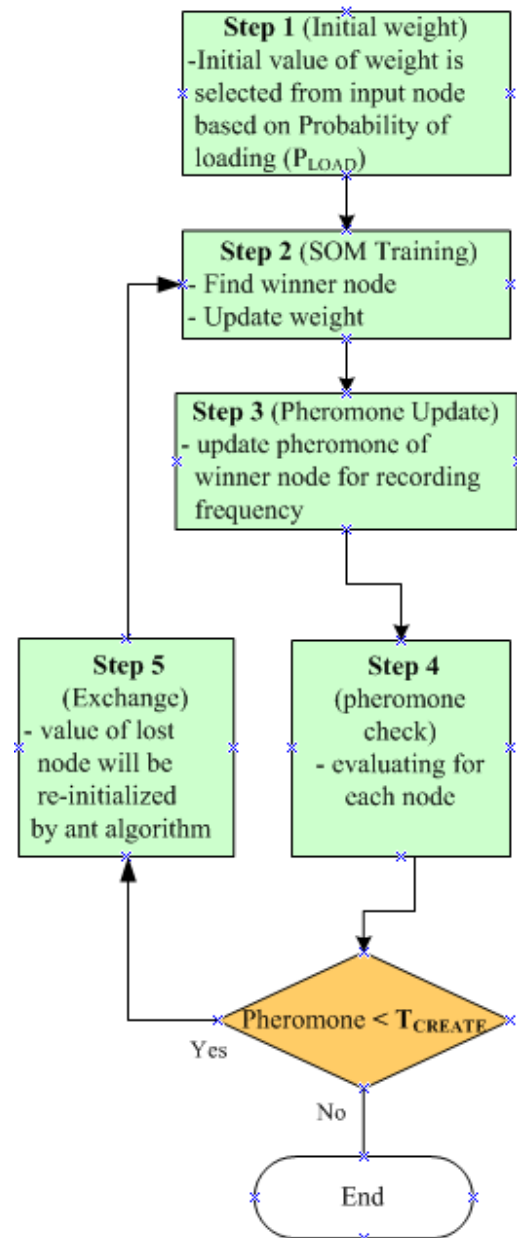 Step 1 (Initial weight)
-Initial value of weight is
selected from input node
based on Probability of
loading (PLOAD)
Step 2 (SOM Training)
- Find winner node
- Update weight
Step 3 (Pheromone Update)
- update pheromone of
winner node for recording
frequency
Step 4
(pheromone
check)
- evaluating for
each node
Step 5
(Exchange)
- value of lost
node will be
re-initialized
by ant algorithm
Pheromone < TCREATE
Yes
No
End